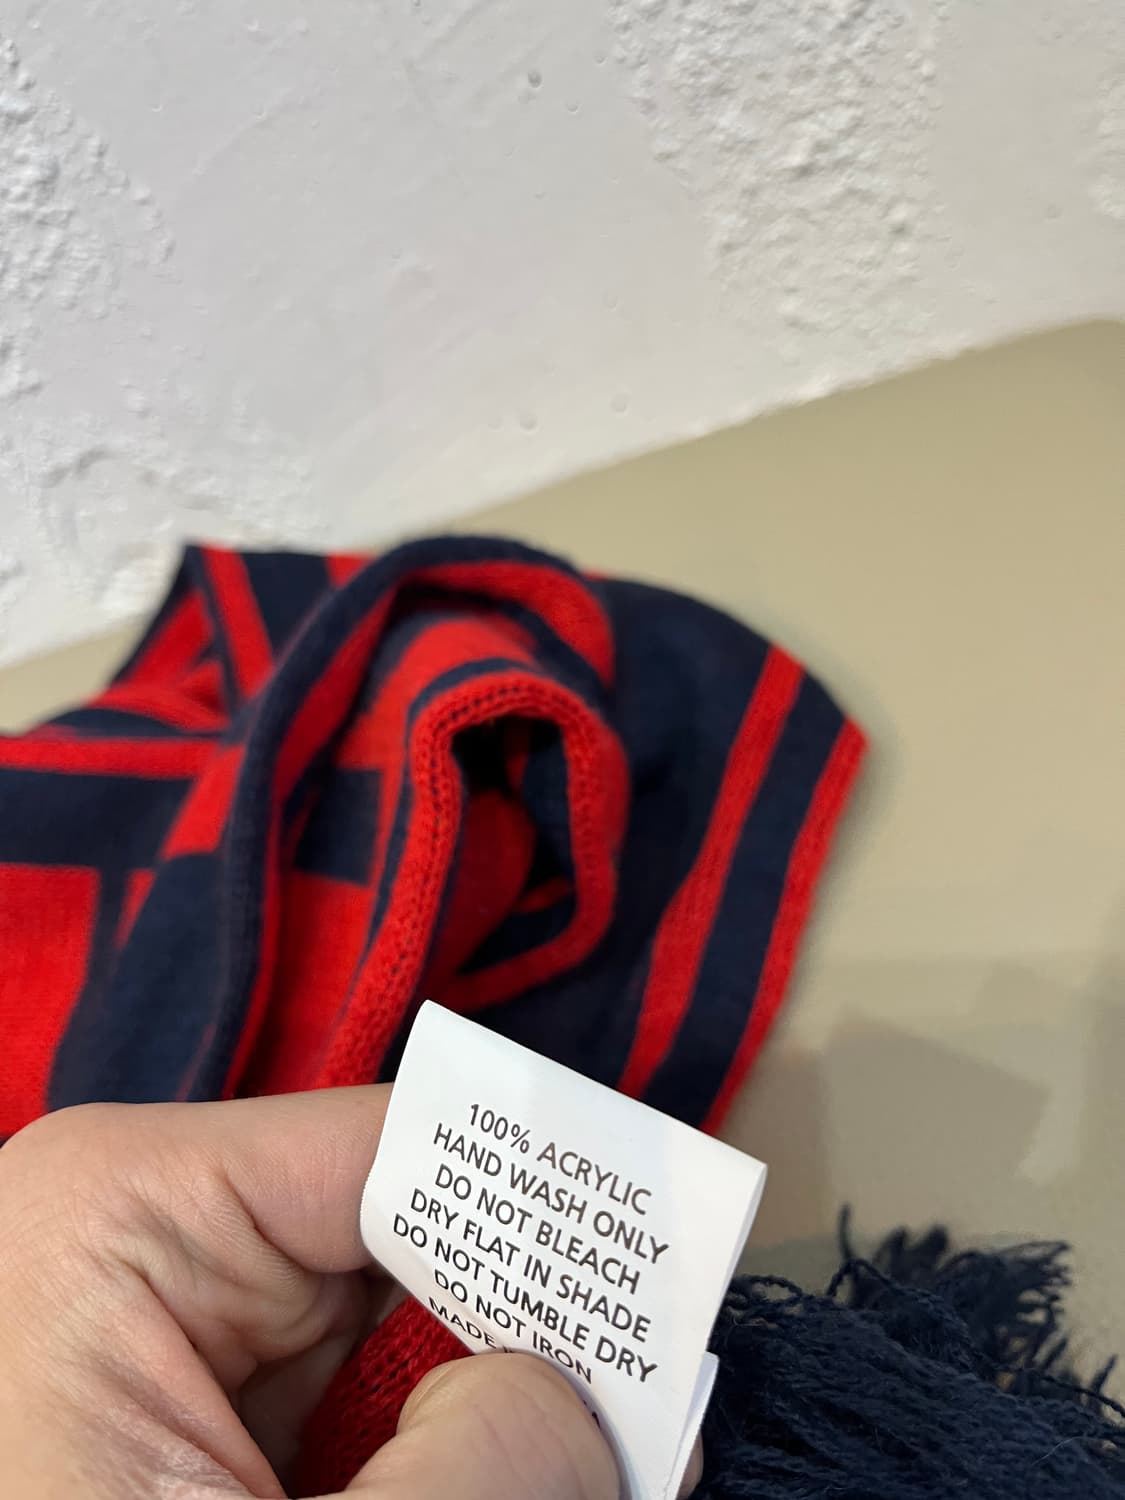 100% ACRYLIC
HAND WASH ONLY
DO NOT BLEACH
DRY FLAT IN SHADE
DO NOT TUMBLE DRY
DO NOT IRON
MADE